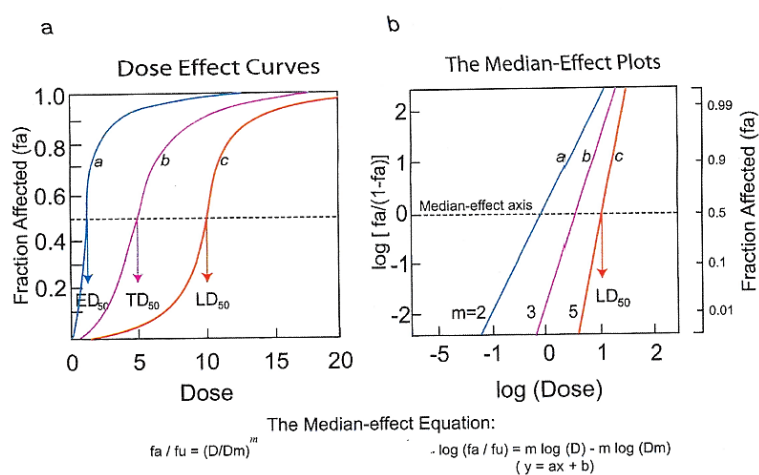 a
Dose Effect Curves
Fraction Affected (fa)
1.0
0.8
0.6
0.4
0.2
a
b
c
ED50
TD50
LD50
0
5
10
15
20
Dose
b
The Median-Effect Plots
log [ fa/(1-fa)]
2
1
0
-1
-2
a
b
c
Median-effect axis
m=2
3
5
LD50
0.99
0.9
0.5
0.1
0.01
Fraction Affected (fa)
-5
-1
0
1
2
log (Dose)
The Median-effect Equation:
fa / fu = (D/Dm)^m
log (fa / fu) = m log (D) - m log (Dm)
( y = ax + b)